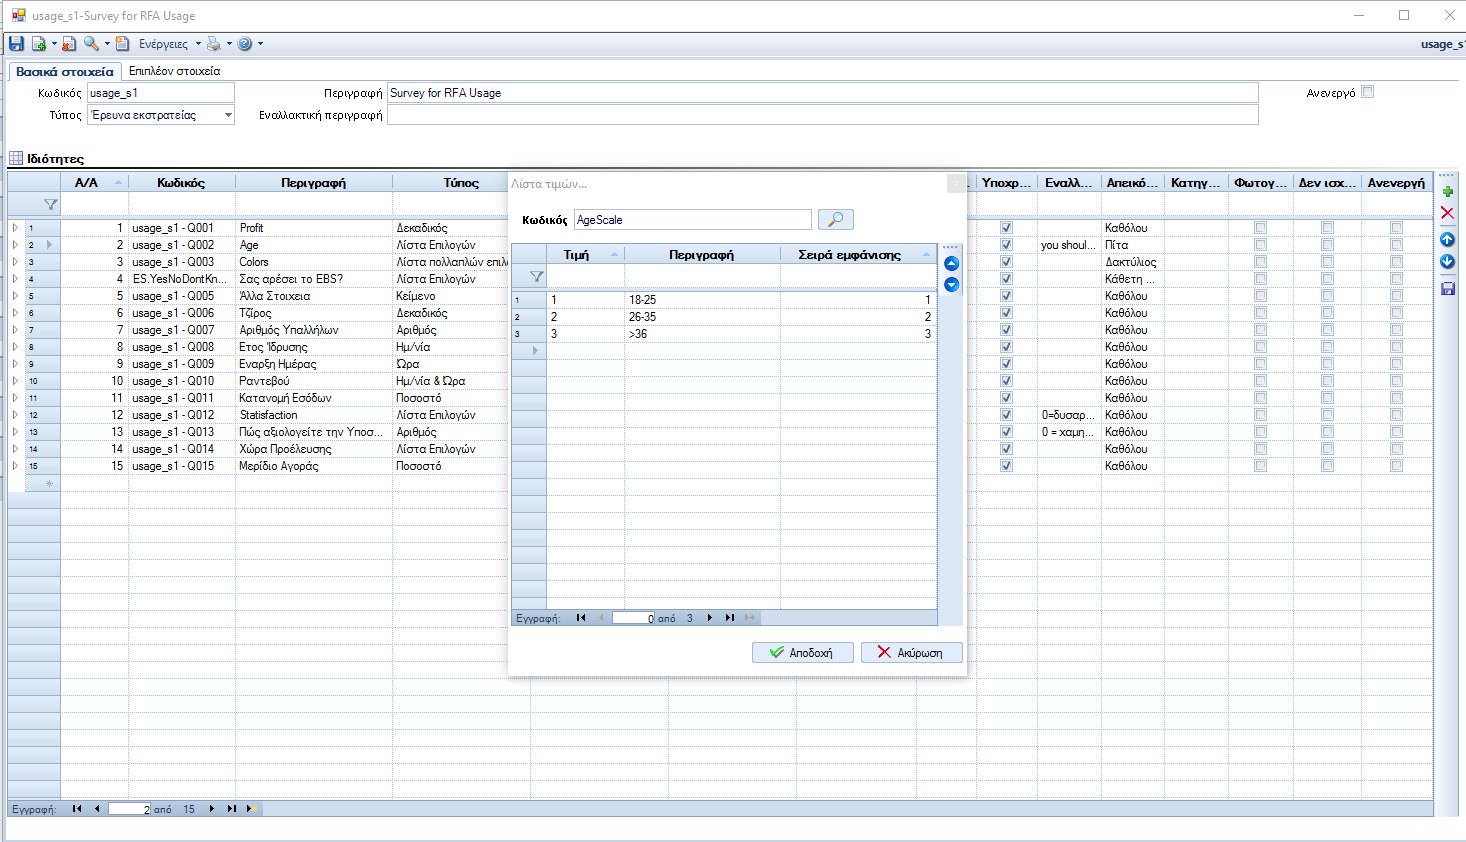 usage_s1-Survey for RFA Usage
Ενέργειες usage_s1
Βασικά στοιχεία Επιπλέον στοιχεία
Κωδικός usage_s1 Περιγραφή Survey for RFA Usage Ανενεργό
Τύπος Έρευνα εκστρατείας Εναλλακτική περιγραφή
Ιδιότητες
Α/Α Κωδικός Περιγραφή Τύπος Υποχρ... Εναλλ... Απεικό... Κατηγ... Φωτογ... Δεν ισχ... Ανενεργή
1 1 usage_s1 - Q001 Profit Δεκαδικός Καθόλου
2 2 usage_s1 - Q002 Age Λίστα Επιλογών you shoul... Πίτα
3 3 usage_s1 - Q003 Colors Λίστα πολλαπλών επιλ Δακτύλιος
4 4 ES.YesNoDontKn... Σας αρέσει το EBS? Λίστα Επιλογών Κάθετη ...
5 5 usage_s1 - Q005 Άλλα Στοιχεια Κείμενο Καθόλου
6 6 usage_s1 - Q006 Τζίρος Δεκαδικός Καθόλου
7 7 usage_s1 - Q007 Αριθμός Υπαλλήλων Αριθμός Καθόλου
8 8 usage_s1 - Q008 Ετος Ίδρυσης Ημ/νία Καθόλου
9 9 usage_s1 - Q009 Εναρξη Ημέρας Ώρα Καθόλου
10 10 usage_s1 - Q010 Ραντεβού Ημ/νία & Ώρα Καθόλου
11 11 usage_s1 - Q011 Κατανομή Εσόδων Ποσοστό Καθόλου
12 12 usage_s1 - Q012 Statisfaction Λίστα Επιλογών 0=δυσαρ... Καθόλου
13 13 usage_s1 - Q013 Πώς αξιολογείτε την Υποσ... Αριθμός 0 = χαμη... Καθόλου
14 14 usage_s1 - Q014 Χώρα Προέλευσης Λίστα Επιλογών Καθόλου
15 15 usage_s1 - Q015 Μερίδιο Αγοράς Ποσοστό Καθόλου
Λίστα τιμών...
Κωδικός AgeScale
Τιμή Περιγραφή Σειρά εμφάνισης
1 1 18-25 1
2 2 26-35 2
3 3 >36 3
Εγγραφή: 0 από 3
Αποδοχή Ακύρωση
Εγγραφή: 2 από 15